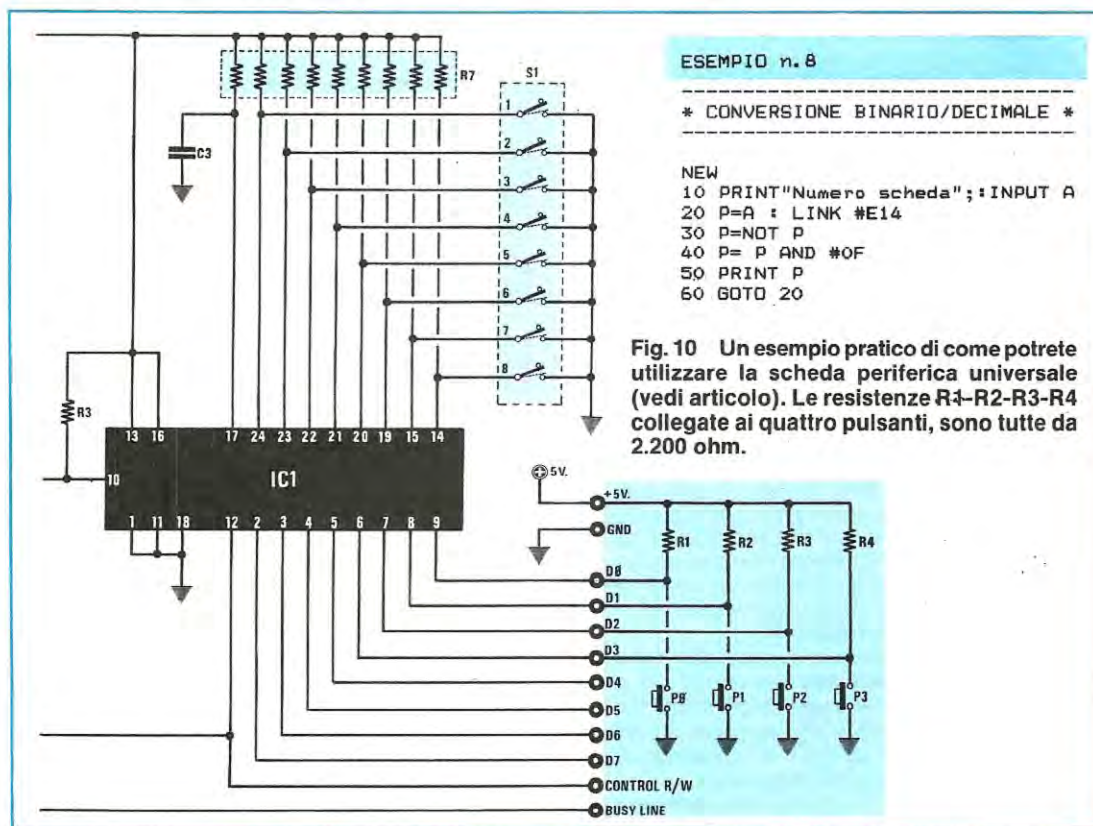 R7
S1
1
2
3
4
5
6
7
8
C3
R3
13 16 17 24 23 22 21 20 19 15 14
10
IC1
1 11 18 12 2 3 4 5 6 7 8 9
ESEMPIO n.8
* CONVERSIONE BINARIO/DECIMALE *
NEW
10 PRINT"Numero scheda";:INPUT A
20 P=A : LINK #E14
30 P=NOT P
40 P= P AND #0F
50 PRINT P
60 GOTO 20
Fig. 10 Un esempio pratico di come potrete
utilizzare la scheda periferica universale
(vedi articolo). Le resistenze R1-R2-R3-R4
collegate ai quattro pulsanti, sono tutte da
2.200 ohm.
5V.
+5V.
GND
R1 R2 R3 R4
D0
D1
D2
D3
D4
D5
D6
D7
P0 P1 P2 P3
CONTROL R/W
BUSY LINE